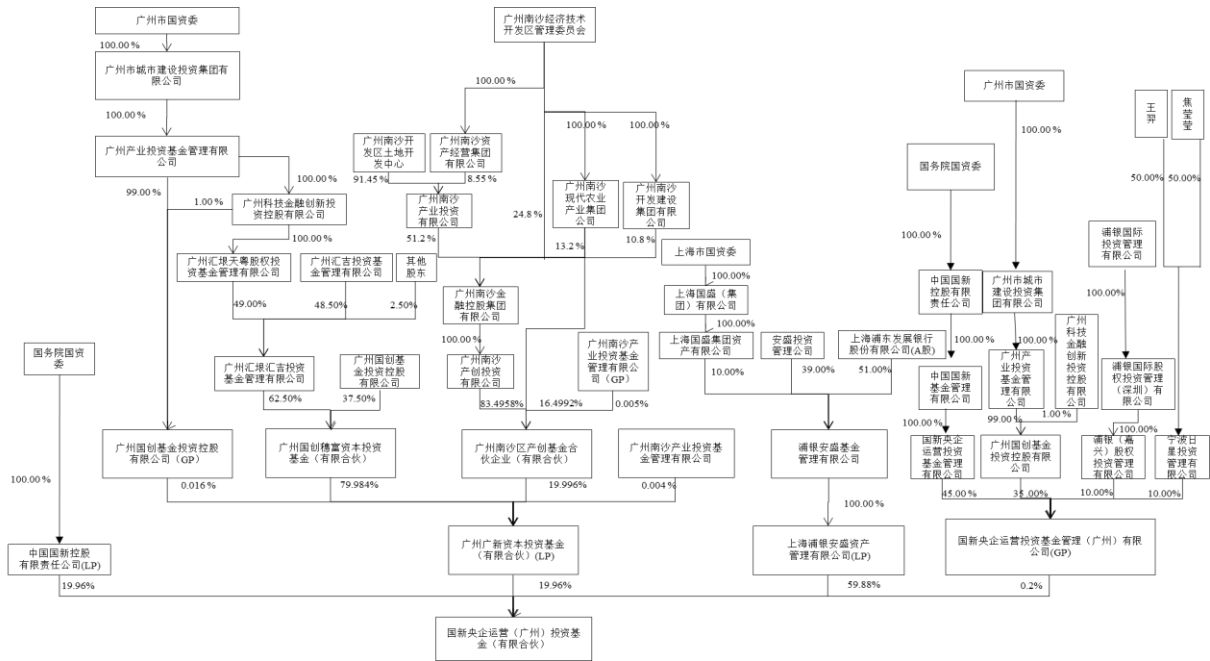 广州市国资委
100.00 %
广州市城市建设投资集团有
限公司
100.00 %
广州产业投资基金管理有限公
司
99.00 %
100.00 %
1.00 %
广州科技金融创新投
资控股有限公司
100.00 %
广州汇垠天粤股权投
资基金管理有限公司
广州汇吉投资基
金管理有限公司
其他
股东
49.00%
48.50%
2.50%
广州汇垠汇吉投资
基金管理有限公司
广州国创基
金投资控股
有限公司
62.50%
37.50%
广州南沙经济技术
开发区管理委员会
100.00 %
100.00 %
100.00 %
广州南沙开
发区土地开
发中心
广州南沙资
产经营集团
有限公司
91.45%
8.55%
广州南沙
产业投资
有限公司
51.2%
24.8%
广州南沙
现代农业
产业集团
公司
广州南沙
开发建设
集团有限
公司
13.2%
10.8%
广州南沙金
融控股集团
有限公司
100.00 %
广州南沙
产创投资
有限公司
广州南沙产
业投资基金
管理有限公
司（GP）
83.4958%
16.4992%
0.005%
上海市国资委
100.00%
上海国盛（集
团）有限公司
100.00%
上海国盛集团资
产有限公司
安盛投资
管理公司
上海浦东发展银行
股份有限公司(A股)
10.00%
39.00%
51.00%
国务院国资委
100.00 %
中国国新
控股有限
责任公司
100.00%
中国国新
基金管理
有限公司
100.00%
广州市国资委
100.00 %
广州市城市
建设投资集
团有限公司
100.00%
广州产
业投资
基金管
理有限
公司
广州
科技
金融
创新
投资
控股
有限
公司
99.00%
1.00 %
王
羿
焦
莹
莹
50.00%
50.00%
浦银国际
投资管理
有限公司
100.00%
浦银国际股
权投资管理
（深圳）有
限公司
100.00%
国务院国资
委
100.00 %
广州国创基金投资控股
有限公司（GP）
广州国创穗富资本投资
基金（有限合伙）
广州南沙区产创基金合
伙企业（有限合伙）
广州南沙产业投资基
金管理有限公司
浦银安盛基金
管理有限公司
国新央企
运营投资
基金管理
有限公司
广州国创基金
投资控股有限
公司
浦银（嘉
兴）股权
投资管理
有限公司
宁波日
星投资
管理有
限公司
0.016%
79.984%
19.996%
0.004 %
100.00%
45.00%
35.00%
10.00%
10.00%
中国国新控股
有限责任公司(LP)
广州广新资本投资基金
（有限合伙）(LP)
上海浦银安盛资产
管理有限公司(LP)
国新央企运营投资基金管理（广州）有限
公司(GP)
19.96%
19.96%
59.88%
0.2%
国新央企运营（广州）投资基
金（有限合伙）